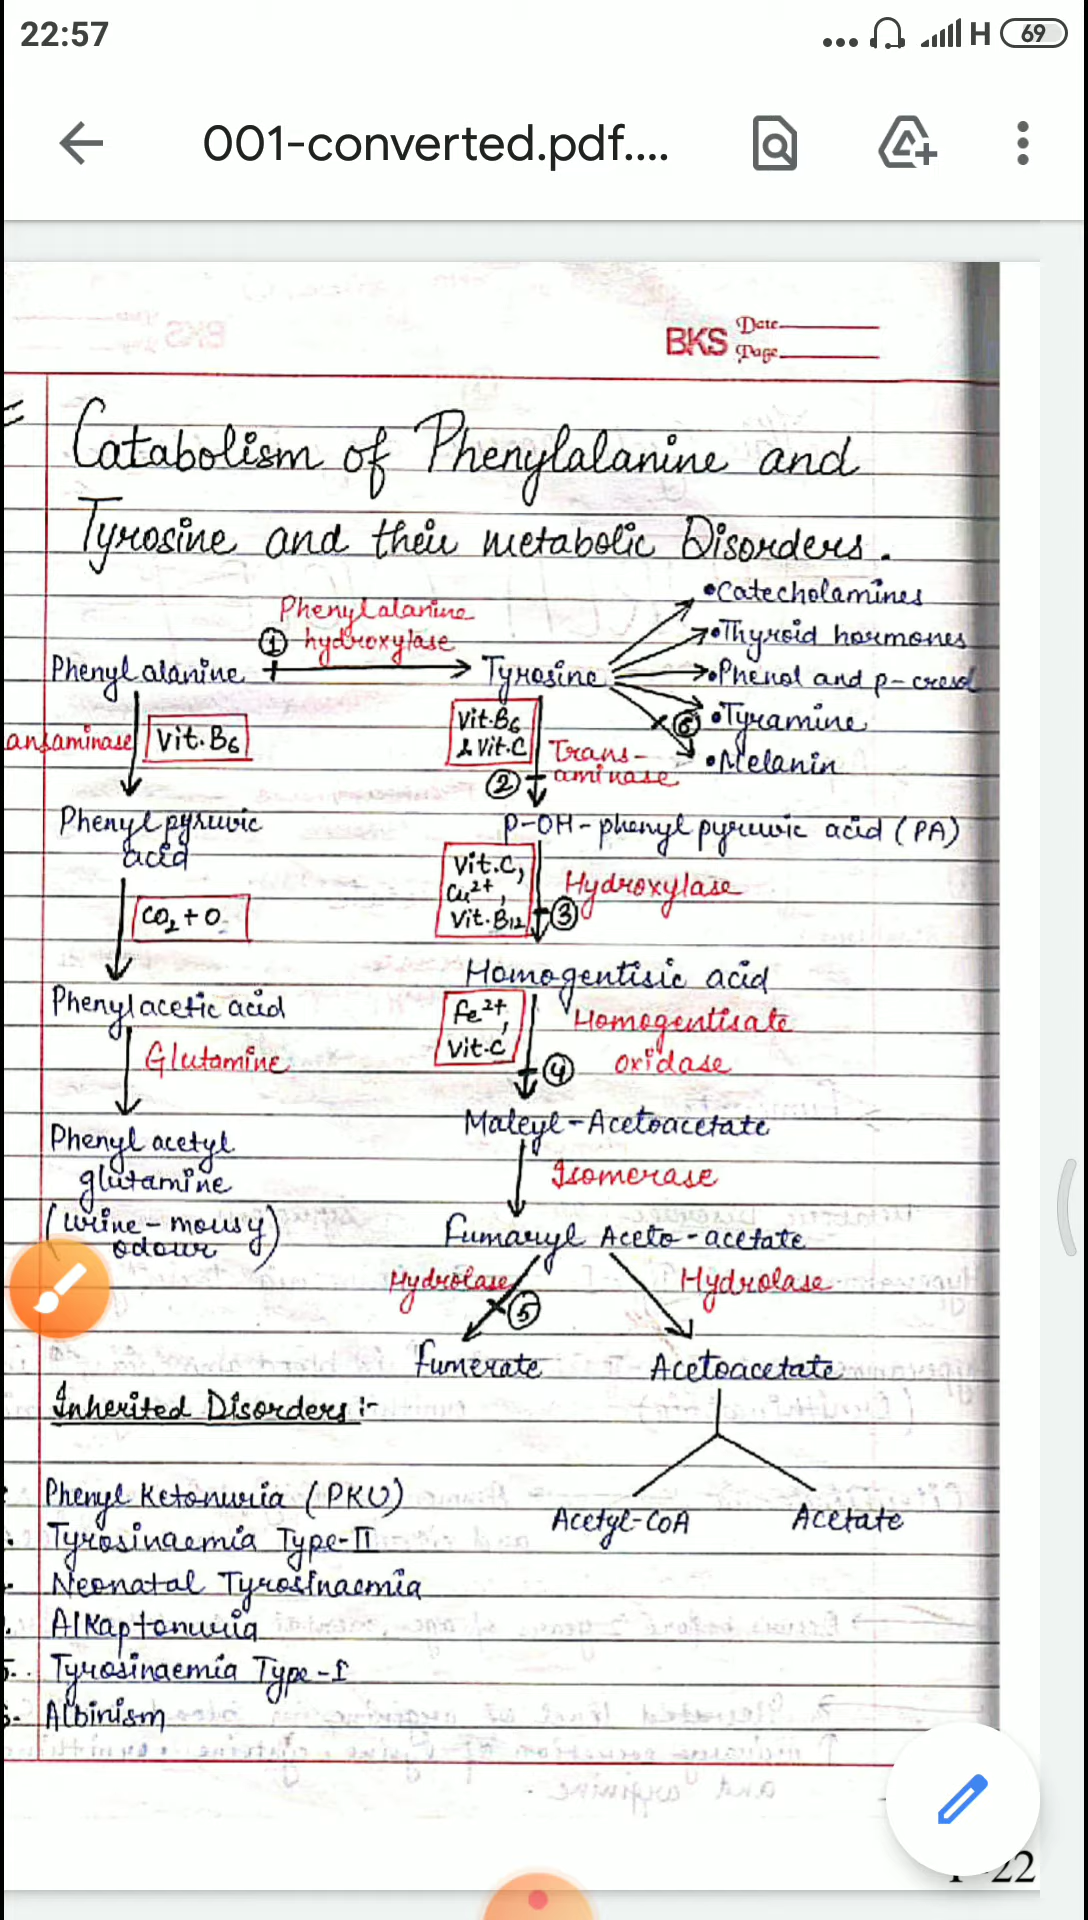 22:57
H 69
001-converted.pdf....
BKS Date
Page
Catabolism of Phenylalanine and
Tyrosine and their metabolic Disorders.
•Catecholamines
Phenylalanine
① hydroxylase
•Thyroid hormones
Phenylalanine
Tyrosine
•Phenol and p-cresol
⑥ •Tyramine
•Melanin
ansaminase
Vit.B6
Vit.B6
& Vit.C
②
Trans-
aminase
Phenylpyruvic
acid
P-OH-phenyl pyruvic acid (PA)
Vit.C,
Cu2+,
Vit.B12
Hydroxylase
③
CO2+O
Homogentisic acid
Phenylacetic acid
Fe2+,
Vit.C
Homogentisate
oxidase
④
Glutamine
Maleyl-Acetoacetate
Phenyl acetyl
glutamine
(urine-mousy
odour)
Isomerase
Fumaryl Aceto-acetate
Hydrolase
⑤
Hydrolase
Fumerate
Acetoacetate
Acetyl-CoA
Acetate
Inherited Disorders:-
Phenyl Ketonuria (PKU)
Tyrosinaemia Type-II
Neonatal Tyrosinaemia
Alkaptonuria
Tyrosinaemia Type-I
Albinism
22